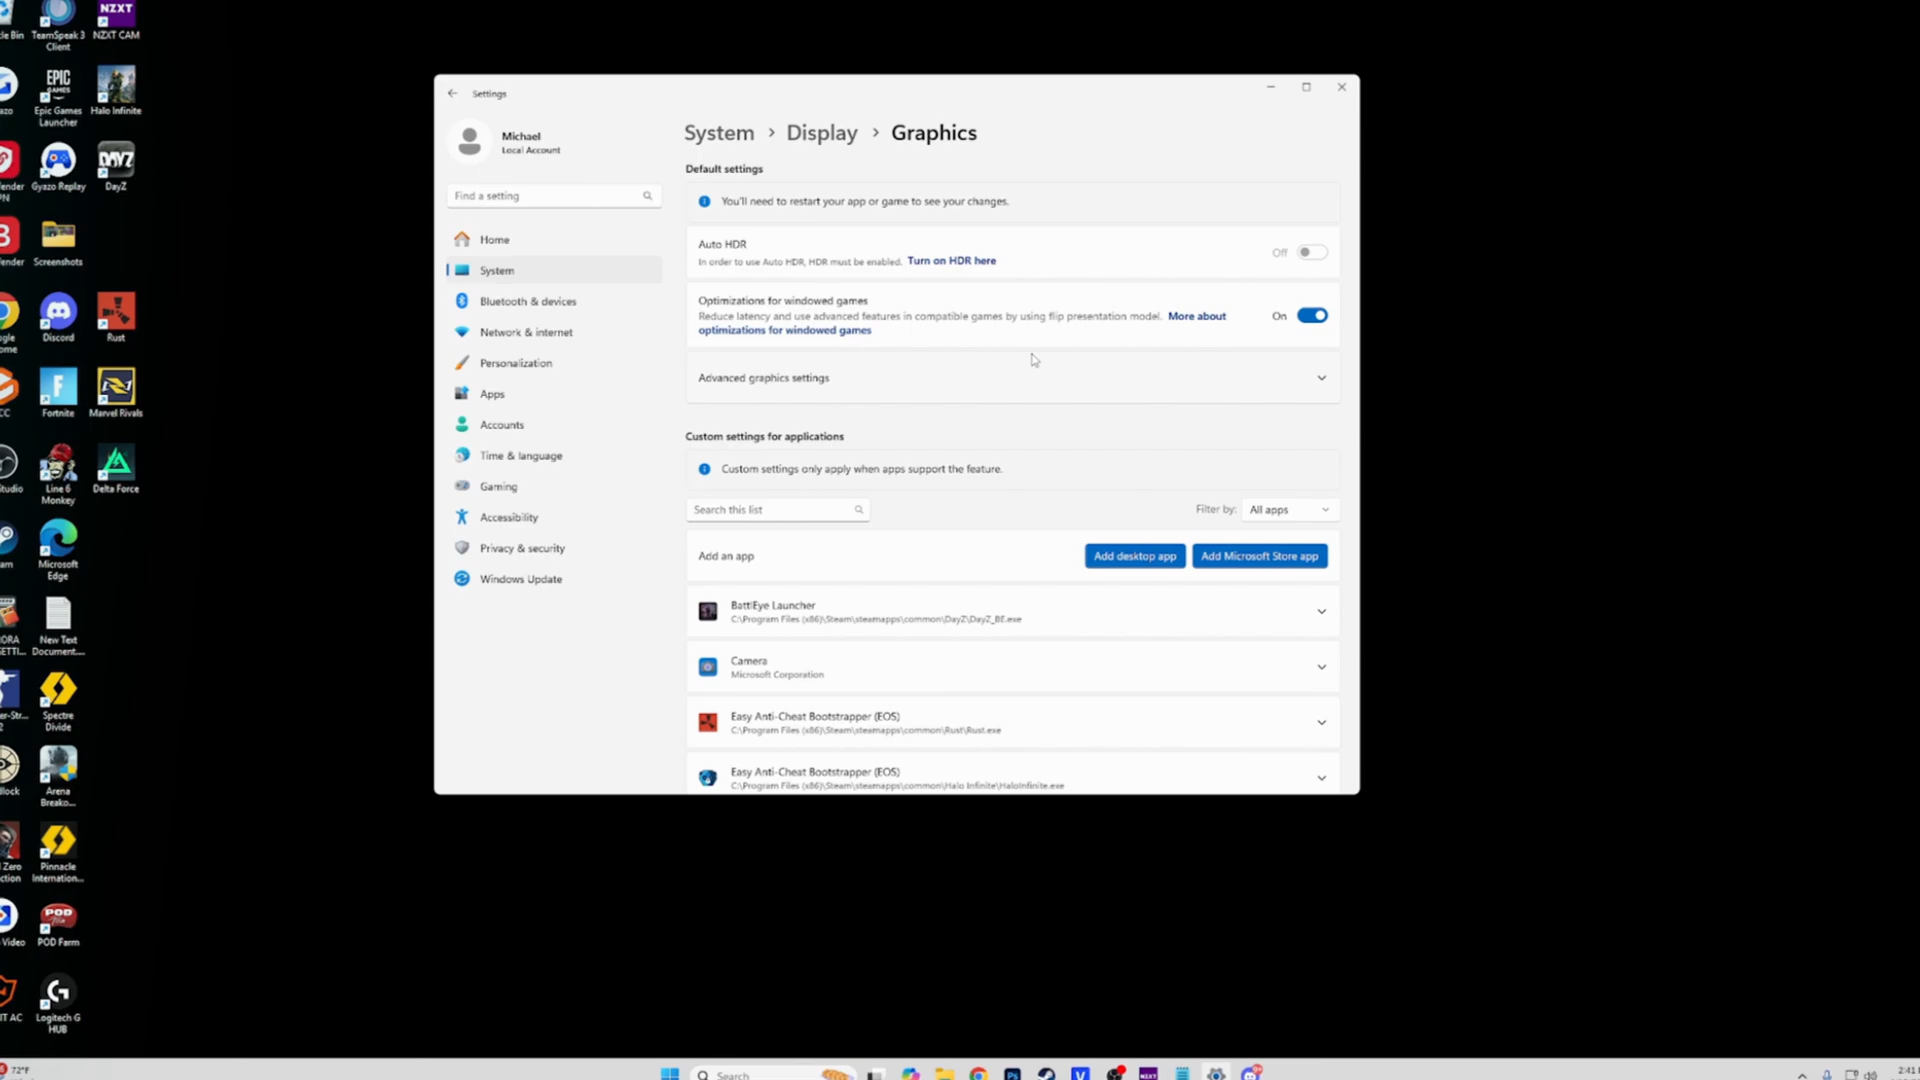 TeamSpeak 3
Client
NZXT
NZXT CAM
EPIC
GAMES
Epic Games
Launcher
Halo Infinite
Gyazo Replay
DAYZ
DayZ
Screenshots
Discord
Rust
Fortnite
Marvel Rivals
Line 6
Monkey
Delta Force
Microsoft
Edge
New Text
Document....
Spectre
Divide
Arena
Breako...
Pinnacle
Internation...
Video
POD
POD Farm
Logitech G
HUB
Settings
Michael
Local Account
Find a setting
Home
System
Bluetooth & devices
Network & internet
Personalization
Apps
Accounts
Time & language
Gaming
Accessibility
Privacy & security
Windows Update
System > Display > Graphics
Default settings
You'll need to restart your app or game to see your changes.
Auto HDR
In order to use Auto HDR, HDR must be enabled. Turn on HDR here
Off
Optimizations for windowed games
Reduce latency and use advanced features in compatible games by using flip presentation model. More about
optimizations for windowed games
On
Advanced graphics settings
Custom settings for applications
Custom settings only apply when apps support the feature.
Search this list
Filter by: All apps
Add an app
Add desktop app
Add Microsoft Store app
BattlEye Launcher
C:\Program Files (x86)\Steam\steamapps\common\DayZ\DayZ_BE.exe
Camera
Microsoft Corporation
Easy Anti-Cheat Bootstrapper (EOS)
C:\Program Files (x86)\Steam\steamapps\common\Rust\Rust.exe
Easy Anti-Cheat Bootstrapper (EOS)
C:\Program Files (x86)\Steam\steamapps\common\Halo Infinite\HaloInfinite.exe
72°F
Search
Ps
V
NZXT
2:41